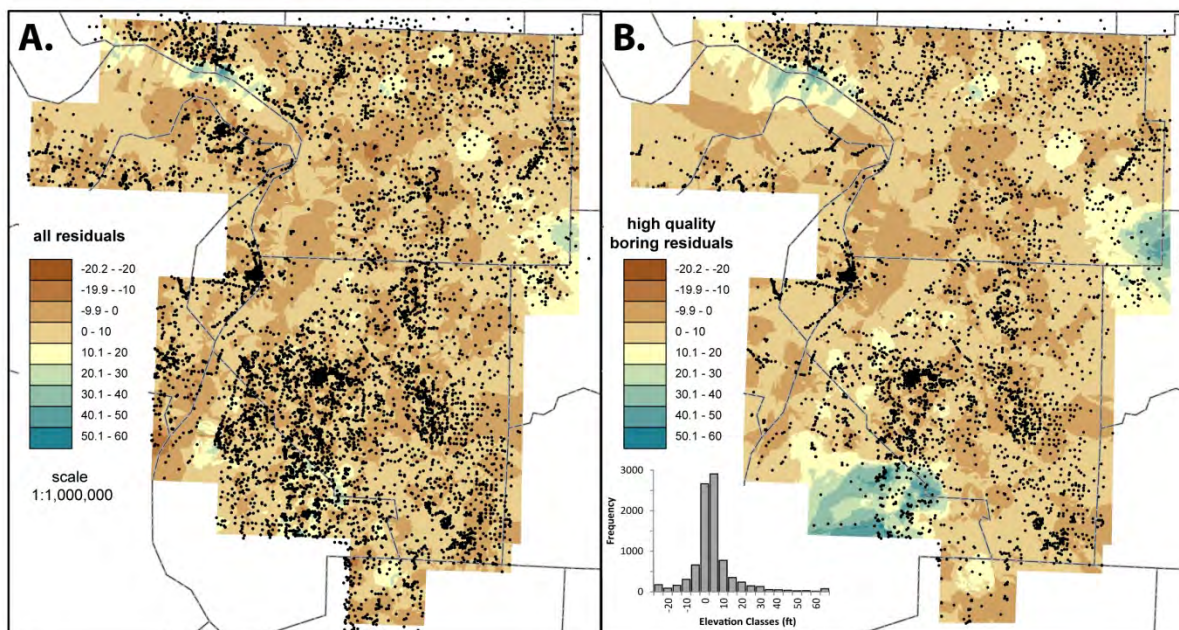 A.
all residuals
-20.2 - -20
-19.9 - -10
-9.9 - 0
0 - 10
10.1 - 20
20.1 - 30
30.1 - 40
40.1 - 50
50.1 - 60
scale
1:1,000,000
B.
high quality
boring residuals
-20.2 - -20
-19.9 - -10
-9.9 - 0
0 - 10
10.1 - 20
20.1 - 30
30.1 - 40
40.1 - 50
50.1 - 60
Frequency
3000
2000
1000
0
-20 -10 0 10 20 30 40 50 60
Elevation Classes (ft)